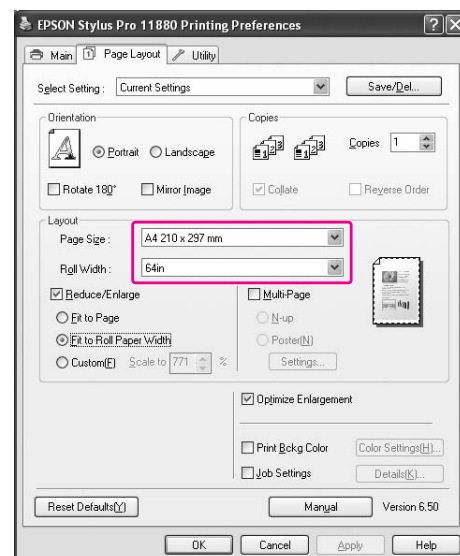 EPSON Stylus Pro 11880 Printing Preferences
Main Page Layout Utility
Select Setting : Current Settings Save/Del...
Orientation
Portrait Landscape
Rotate 180° Mirror Image
Copies
Copies 1
Collate Reverse Order
Layout
Page Size : A4 210 x 297 mm
Roll Width : 64in
Reduce/Enlarge
Fit to Page
Fit to Roll Paper Width
Custom(F) Scale to 771 %
Multi-Page
N-up
Poster(N)
Settings...
Optimize Enlargement
Print Bckg Color Color Settings(H)...
Job Settings Details(K)...
Reset Defaults(Y) Manual Version 6.50
OK Cancel Apply Help